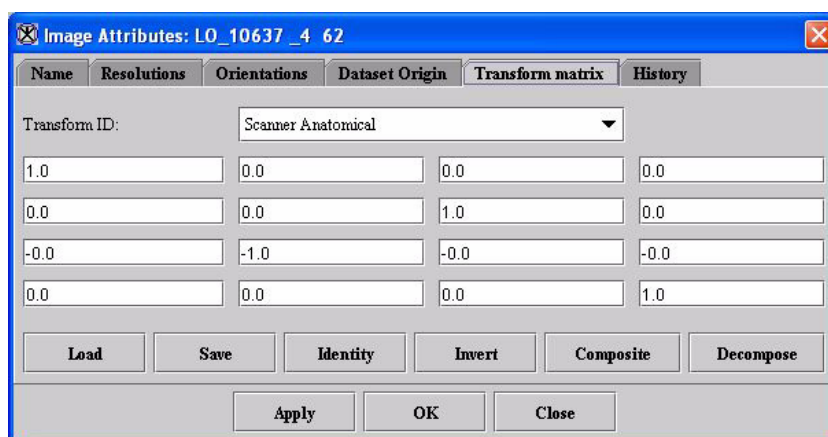 Image Attributes: LO_10637 _4 62
Name Resolutions Orientations Dataset Origin Transform matrix History
Transform ID: Scanner Anatomical
1.0 0.0 0.0 0.0
0.0 0.0 1.0 0.0
-0.0 -1.0 -0.0 -0.0
0.0 0.0 0.0 1.0
Load Save Identity Invert Composite Decompose
Apply OK Close